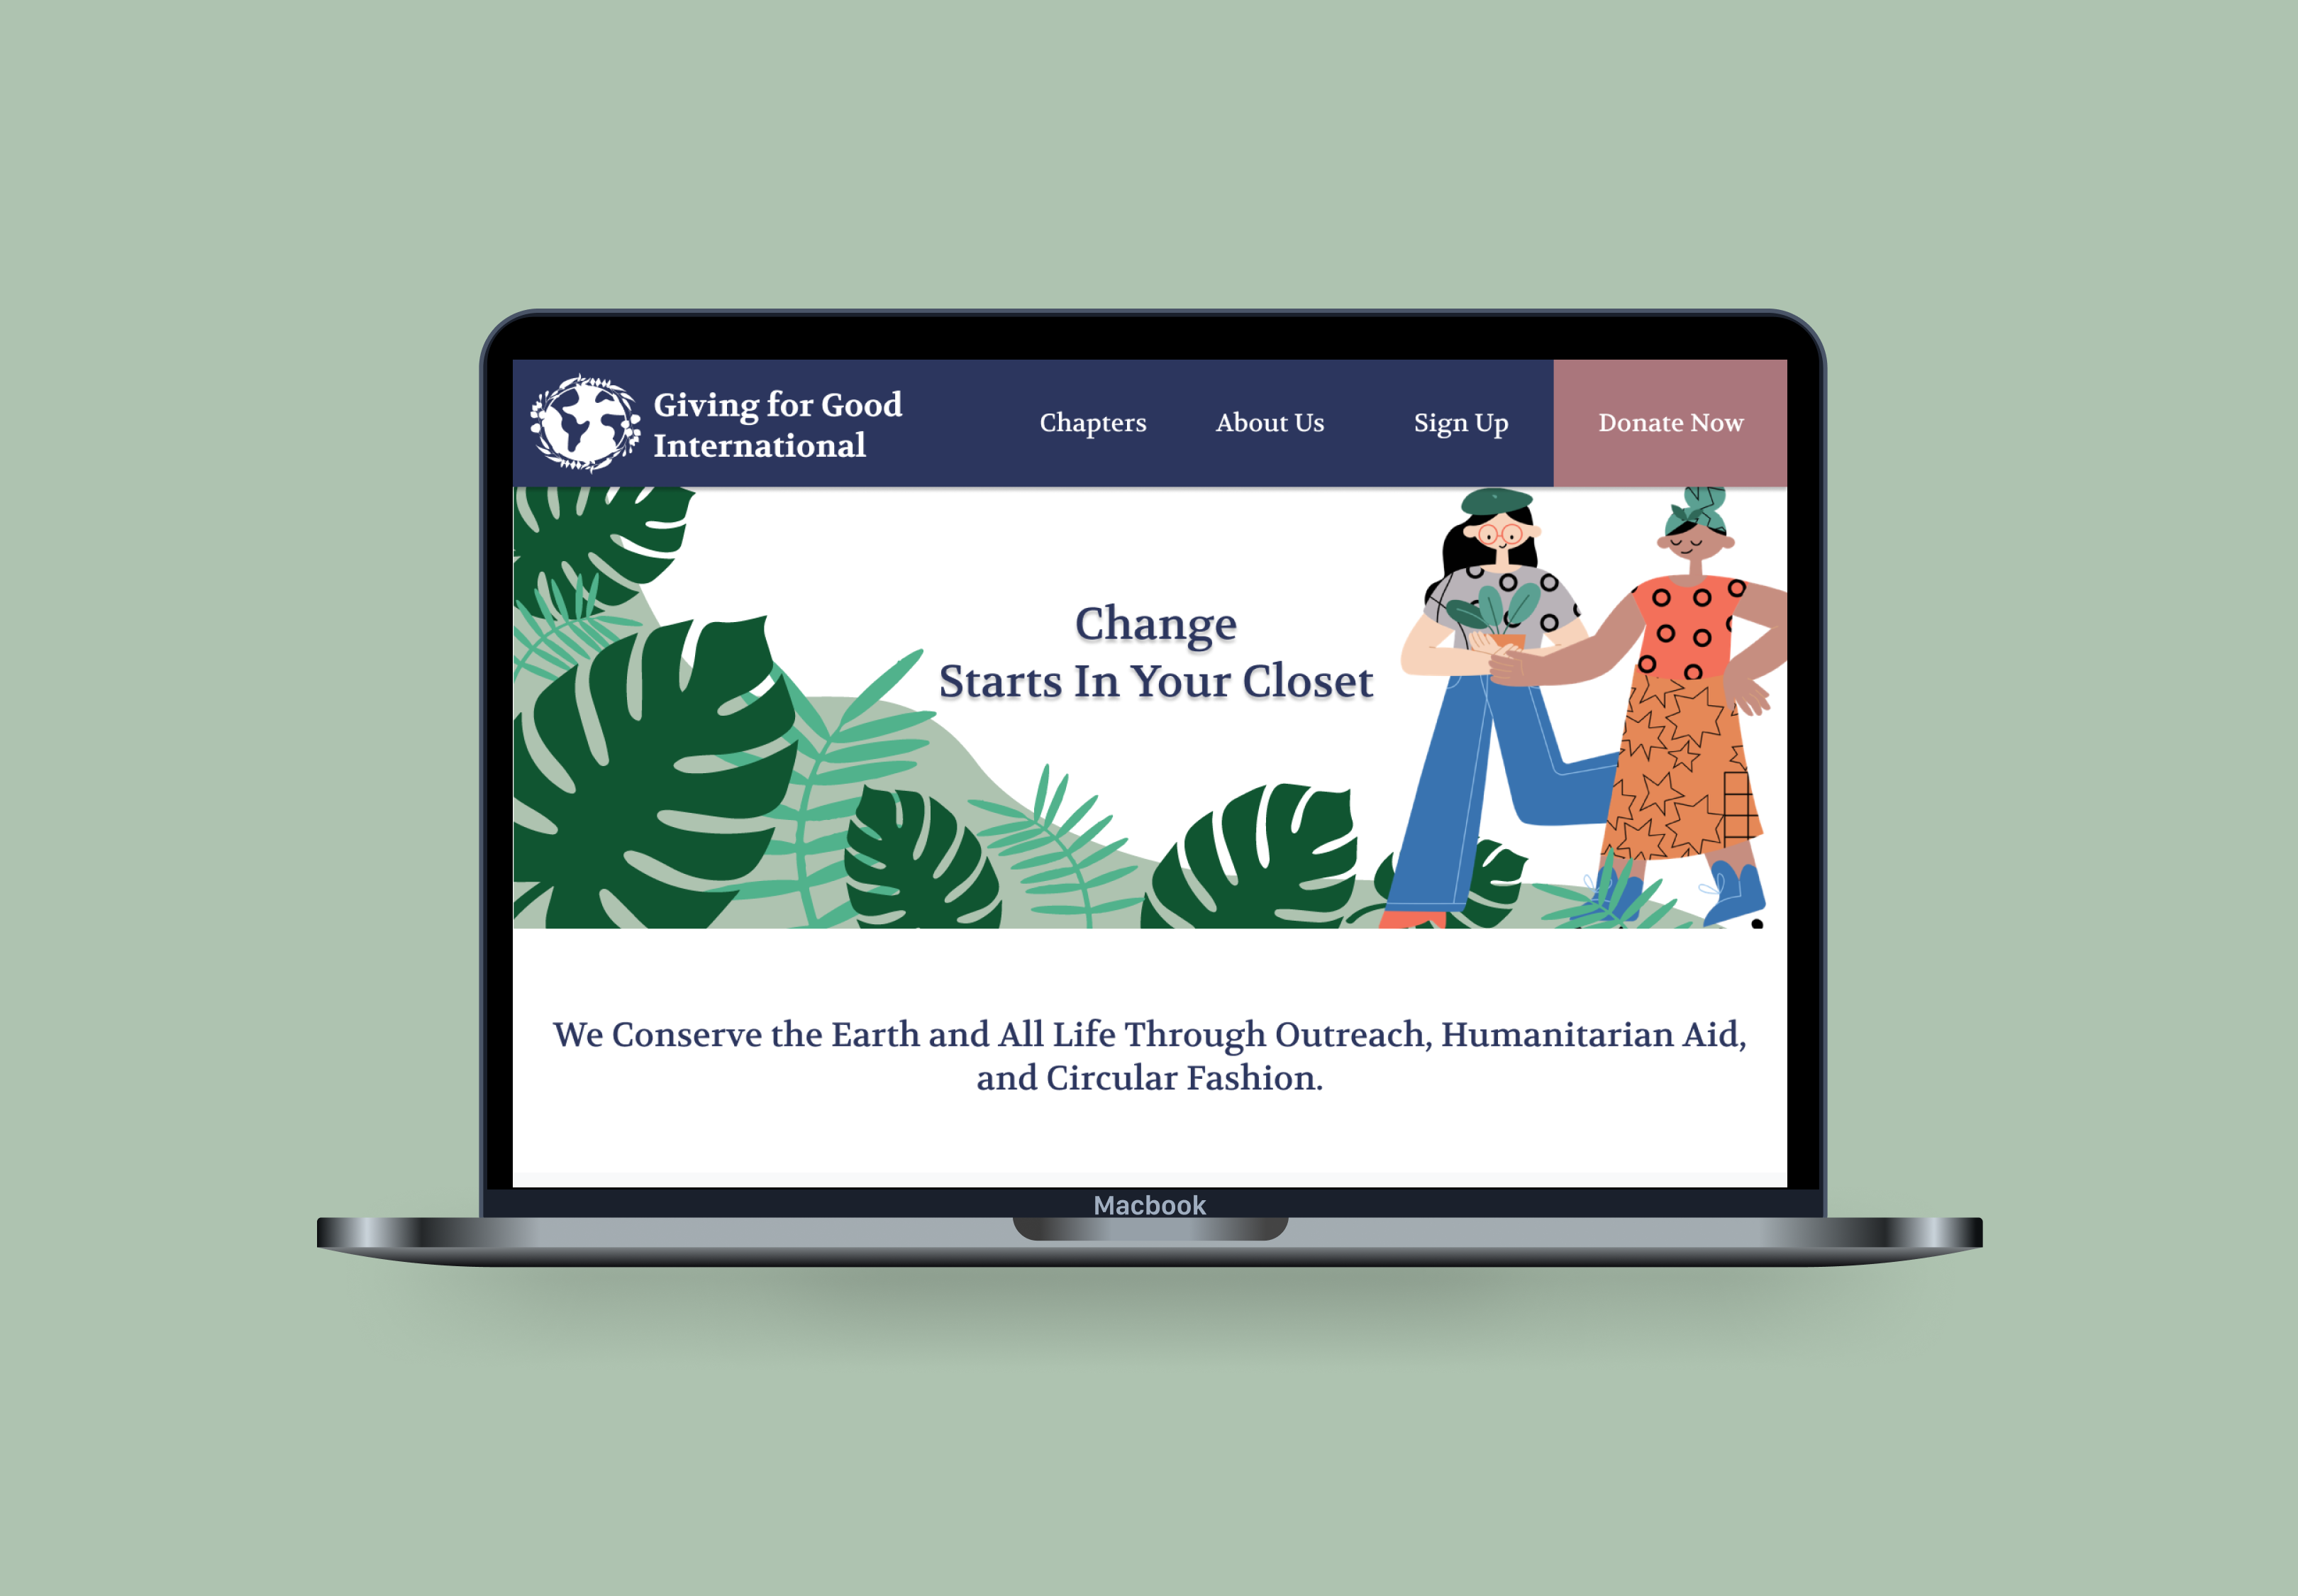 Giving for Good
International
Chapters
About Us
Sign Up
Donate Now
Change
Starts In Your Closet
We Conserve the Earth and All Life Through Outreach, Humanitarian Aid,
and Circular Fashion.
Macbook